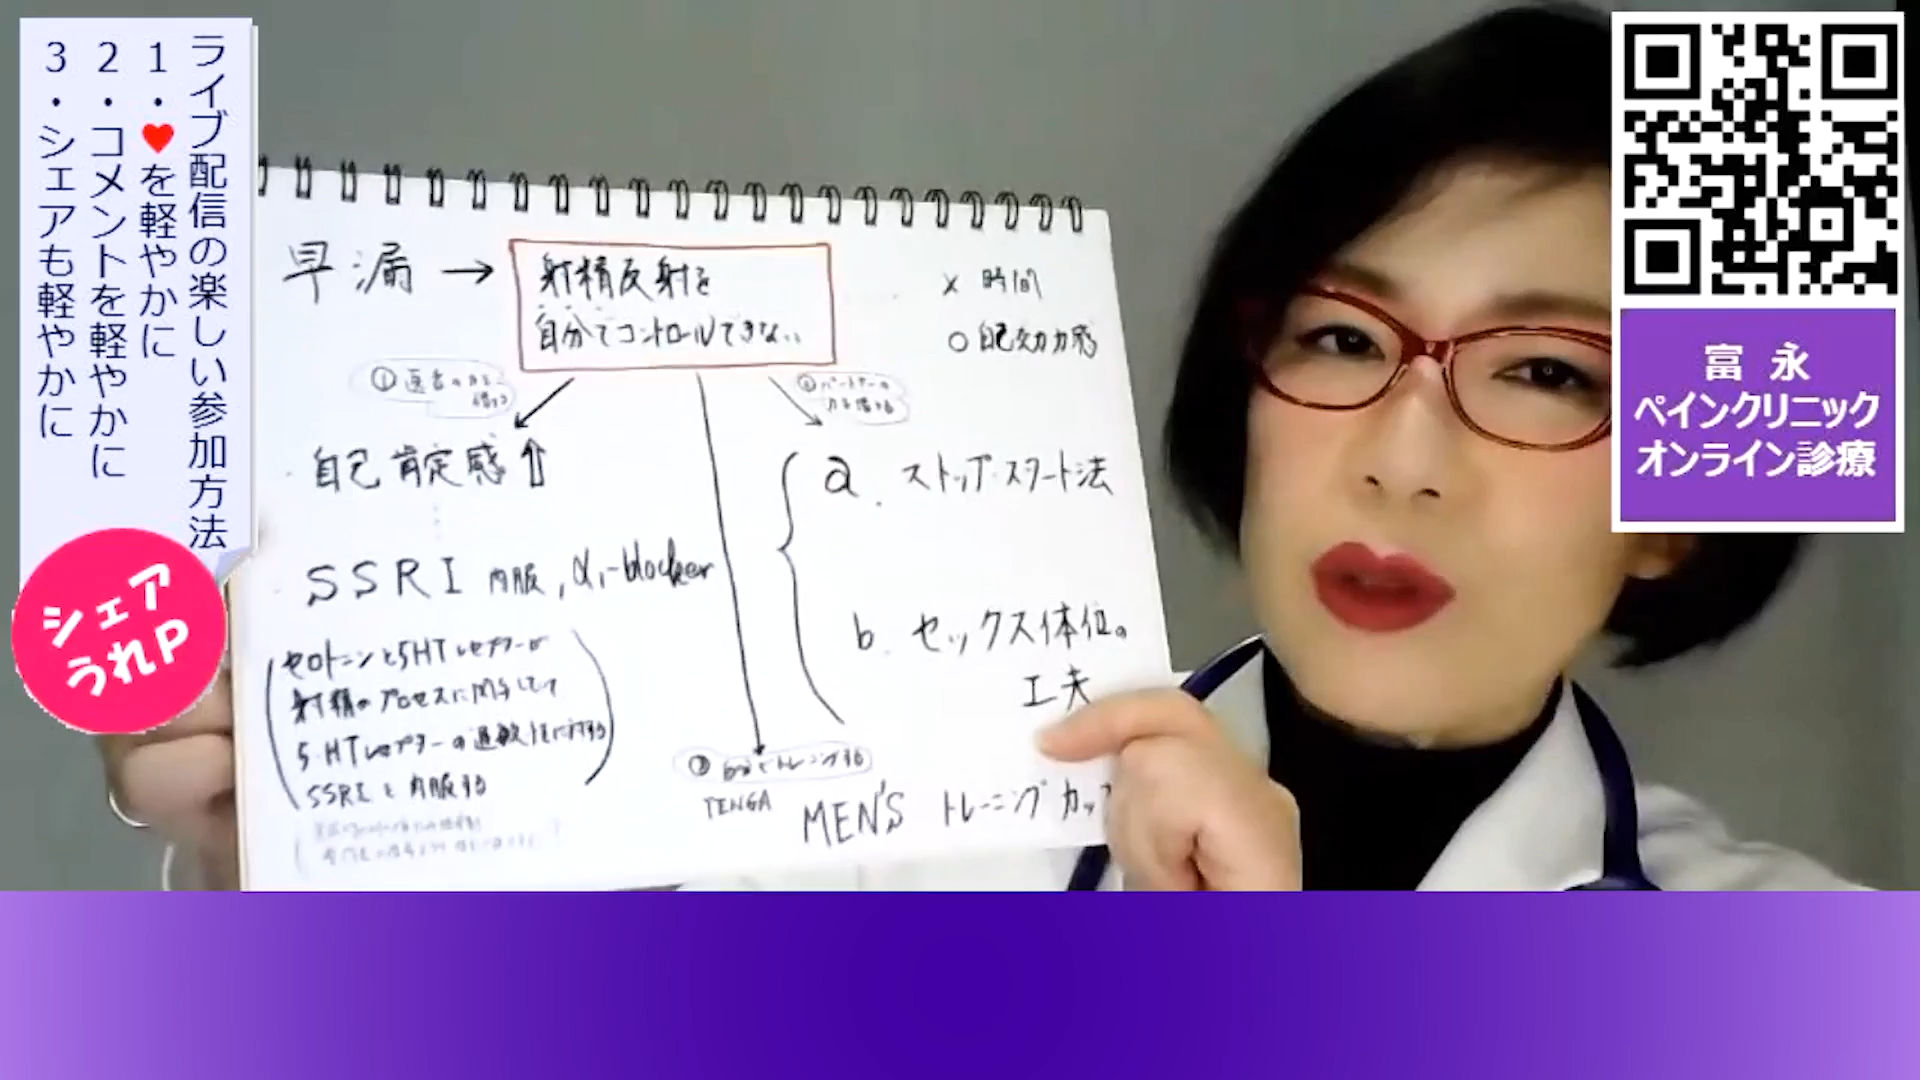 ライブ配信の楽しい参加方法
1・♥を軽やかに
2・コメントを軽やかに
3・シェアも軽やかに
シェア
うれP
早漏 →
射精反射を
自分でコントロールできない
× 時間
○ 自己効力感
① 医者の力を
借りる
② パートナーの
力を借りる
自己肯定感⇧
a. ストップ・スタート法
SSRI 内服, α₁-blocker
b. セックス体位の
工夫
セロトニンと5HTレセプターが
射精のプロセスに関与して
5-HTレセプターの過敏性に対する
SSRIを内服する
③ 自分でトレーニングする
TENGA MEN'S トレーニングカップ
富永
ペインクリニック
オンライン診療